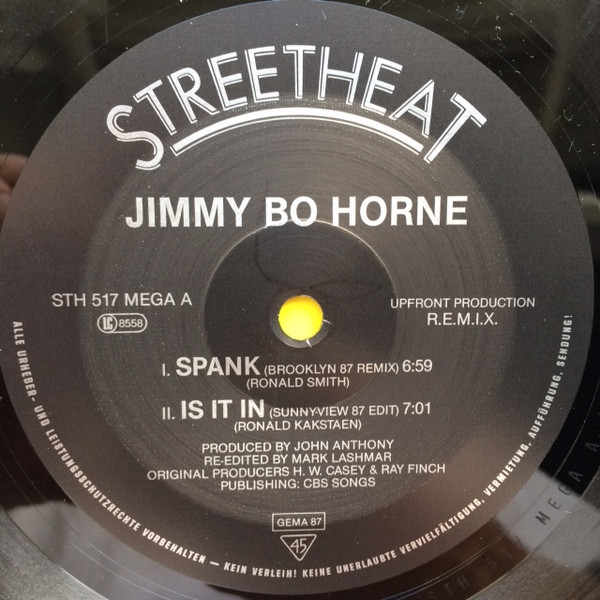 STREETHEAT
JIMMY BO HORNE
STH 517 MEGA A
LC 8558
UPFRONT PRODUCTION
R.E.M.I.X.
I. SPANK (BROOKLYN 87 REMIX) 6:59
(RONALD SMITH)
II. IS IT IN (SUNNYVIEW 87 EDIT) 7:01
(RONALD KAKSTAEN)
PRODUCED BY JOHN ANTHONY
RE-EDITED BY MARK LASHMAR
ORIGINAL PRODUCERS H. W. CASEY & RAY FINCH
PUBLISHING: CBS SONGS
GEMA 87
45
ALLE URHEBER- UND LEISTUNGSSCHUTZRECHTE VORBEHALTEN — KEIN VERLEIH! KEINE UNERLAUBTE VERVIELFÄLTIGUNG, VERMIETUNG, AUFFÜHRUNG, SENDUNG!
MEGA A